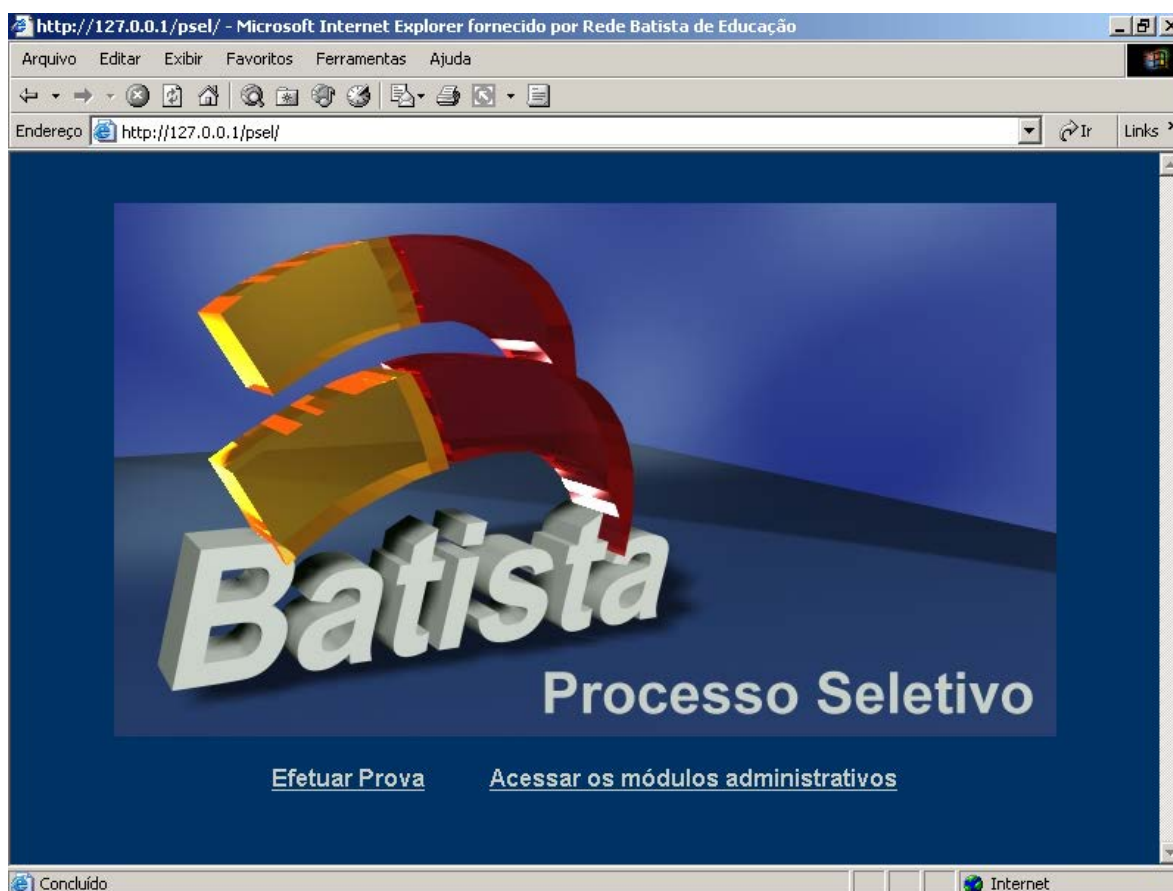 http://127.0.0.1/psel/ - Microsoft Internet Explorer fornecido por Rede Batista de Educação
Arquivo Editar Exibir Favoritos Ferramentas Ajuda
Endereço http://127.0.0.1/psel/ Ir Links
Batista
Processo Seletivo
Efetuar Prova Acessar os módulos administrativos
Concluído Internet